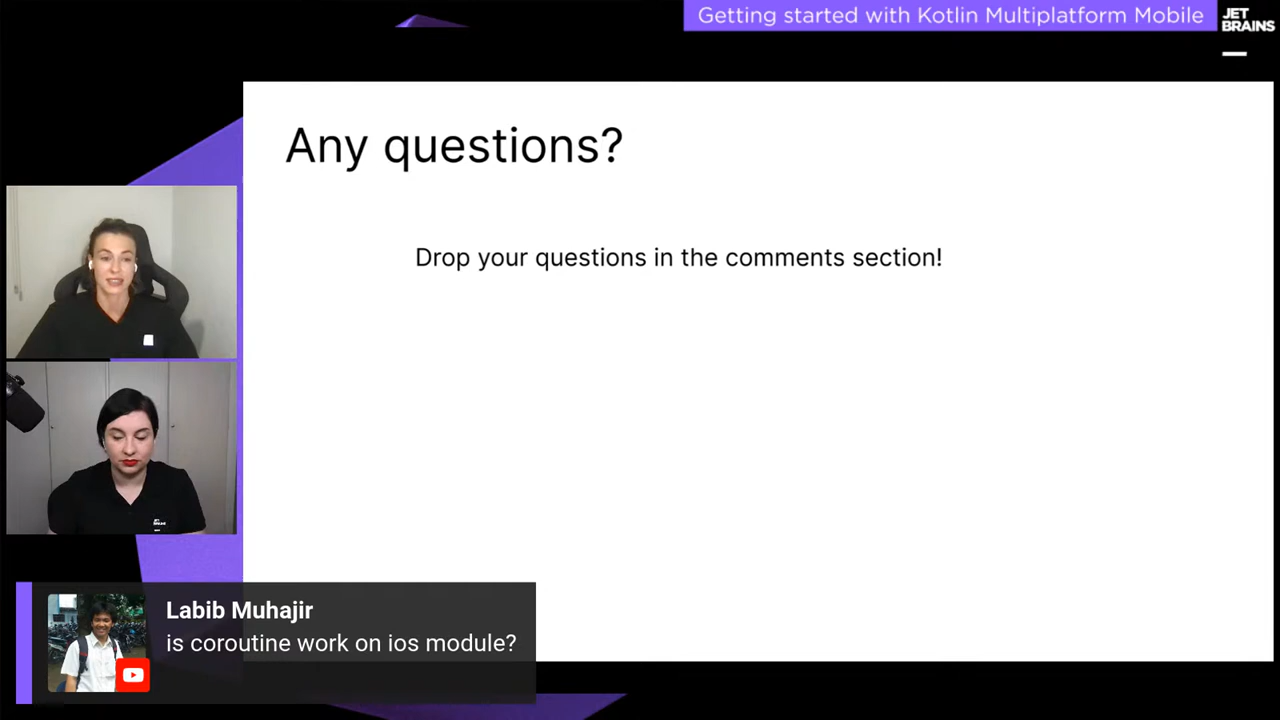 Getting started with Kotlin Multiplatform Mobile
JET
BRAINS
Any questions?
Drop your questions in the comments section!
Labib Muhajir
is coroutine work on ios module?